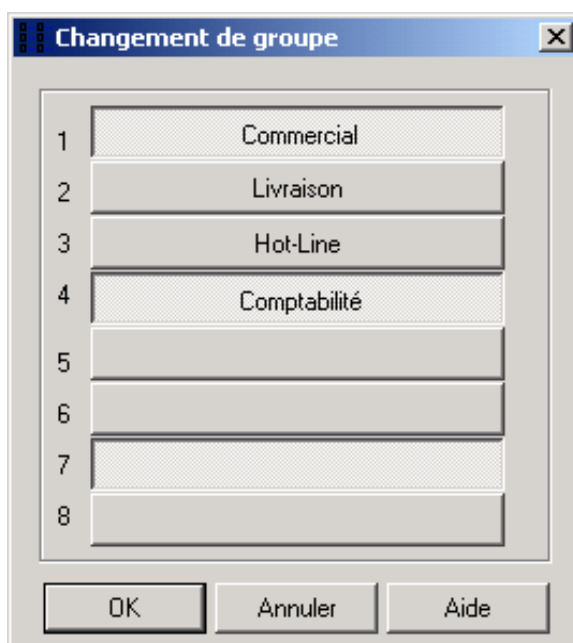 Changement de groupe
1 Commercial
2 Livraison
3 Hot-Line
4 Comptabilité
5
6
7
8
OK Annuler Aide